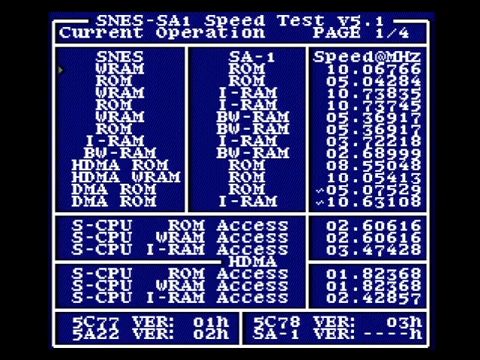 SNES-SA1 Speed Test v5.1
Current Operation PAGE 1/4
SNES SA-1 Speed@MHz
WRAM ROM 10.06766
ROM ROM 05.04284
WRAM I-RAM 10.73835
ROM I-RAM 10.73745
WRAM BW-RAM 05.36917
ROM BW-RAM 05.36917
I-RAM I-RAM 03.72218
BW-RAM BW-RAM 02.68999
HDMA ROM ROM 08.55048
HDMA WRAM ROM 10.05413
DMA ROM ROM ~05.07529
DMA ROM I-RAM ~10.63108
S-CPU ROM Access 02.60616
S-CPU WRAM Access 02.60616
S-CPU I-RAM Access 03.47428
HDMA
S-CPU ROM Access 01.82368
S-CPU WRAM Access 01.82368
S-CPU I-RAM Access 02.42857
5C77 VER: 01h 5C78 VER: 03h
5A22 VER: 02h SA-1 VER: ----h